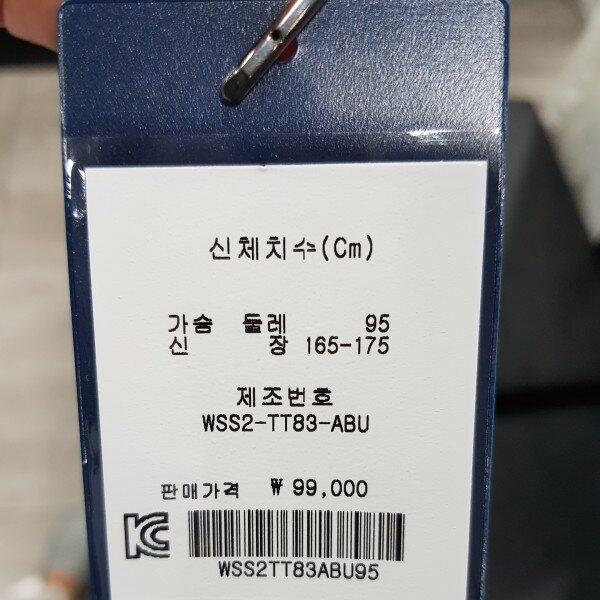 신체치수(Cm)
가슴 둘레 95
신 장 165-175
제조번호
WSS2-TT83-ABU
판매가격 ₩ 99,000
KC
WSS2TT83ABU95